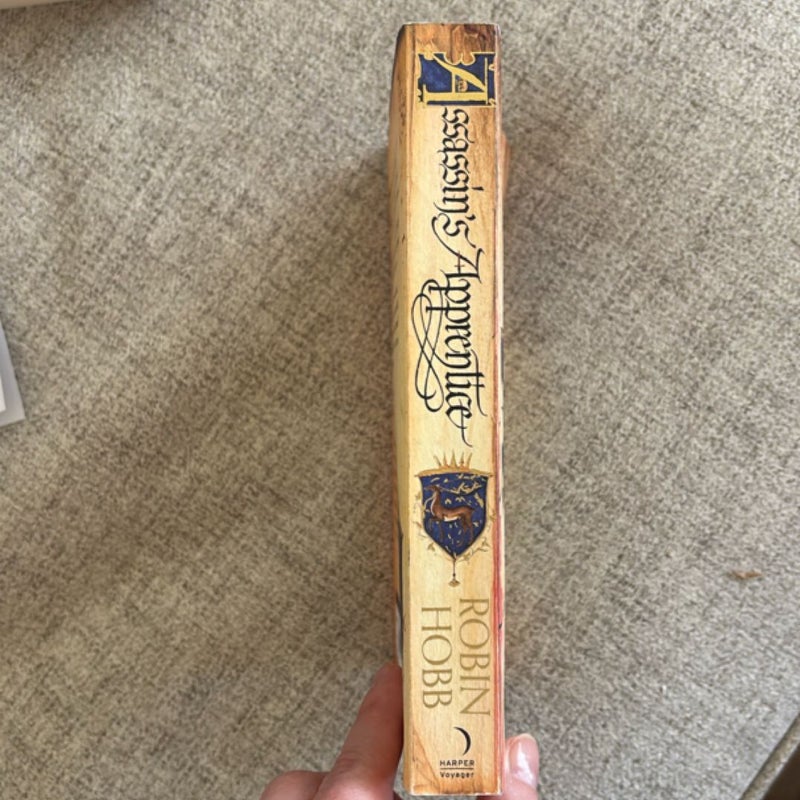 Assassin's Apprentice
ROBIN
HOBB
HARPER
Voyager